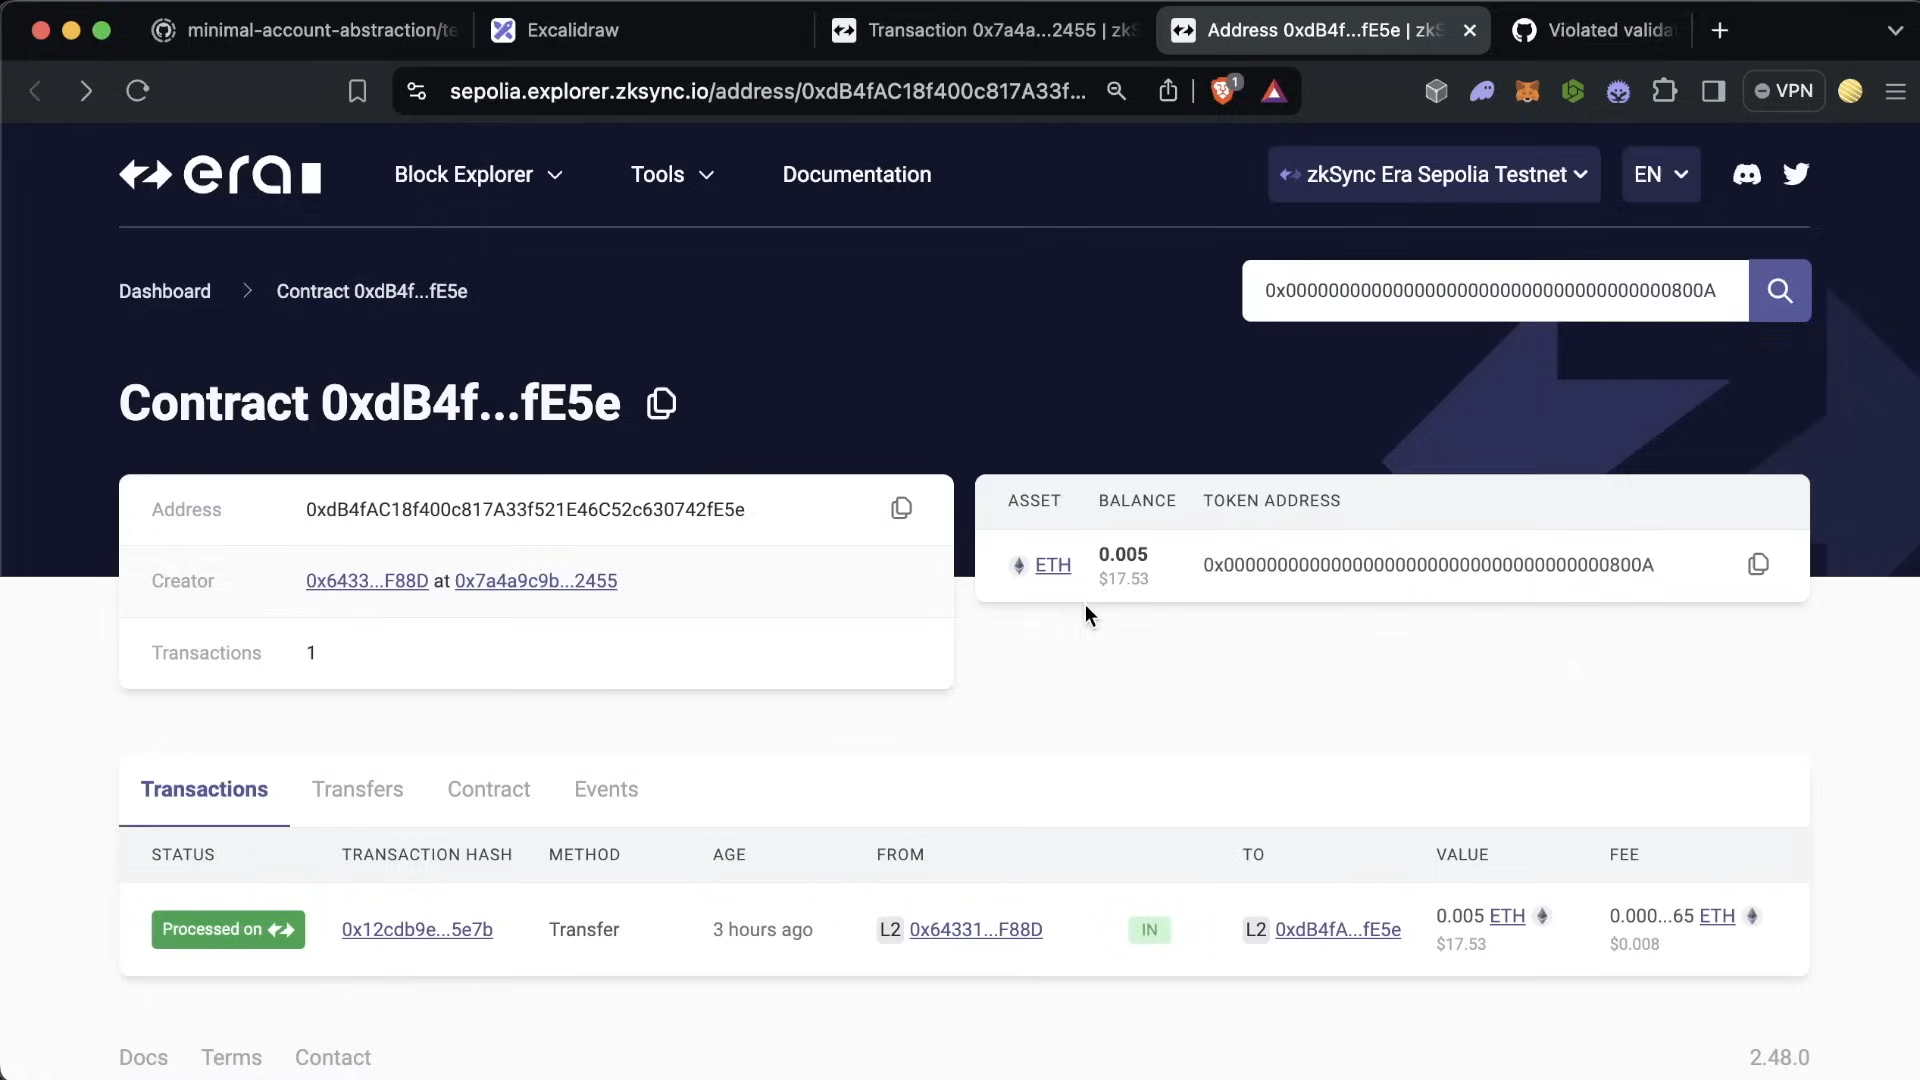 minimal-account-abstraction/te
Excalidraw
Transaction 0x7a4a...2455 | zkS
Address 0xdB4f...fE5e | zkS
Violated valida
sepolia.explorer.zksync.io/address/0xdB4fAC18f400c817A33f...
1
VPN
era
Block Explorer
Tools
Documentation
zkSync Era Sepolia Testnet
EN
Dashboard
Contract 0xdB4f...fE5e
0x000000000000000000000000000000000000800A
Contract 0xdB4f...fE5e
Address 0xdB4fAC18f400c817A33f521E46C52c630742fE5e
Creator 0x6433...F88D at 0x7a4a9c9b...2455
Transactions 1
ASSET BALANCE TOKEN ADDRESS
ETH 0.005 0x000000000000000000000000000000000000800A
$17.53
Transactions Transfers Contract Events
STATUS TRANSACTION HASH METHOD AGE FROM TO VALUE FEE
Processed on 0x12cdb9e...5e7b Transfer 3 hours ago L2 0x64331...F88D IN L2 0xdB4fA...fE5e 0.005 ETH 0.000...65 ETH
$17.53 $0.008
Docs Terms Contact 2.48.0